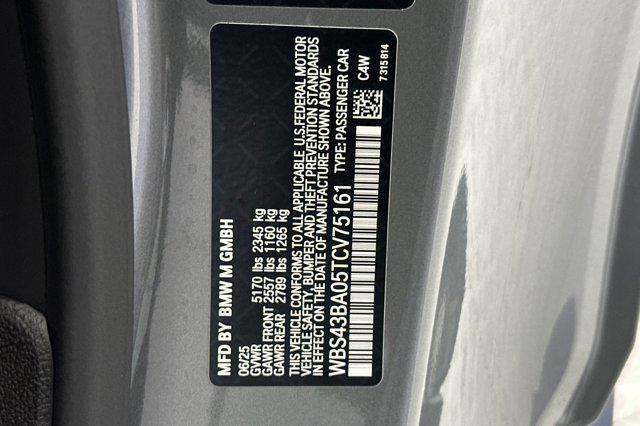 MFD BY BMW M GMBH
06/25
GVWR 5170 lbs 2345 kg
GAWR FRONT 2557 lbs 1160 kg
GAWR REAR 2789 lbs 1265 kg
THIS VEHICLE CONFORMS TO ALL APPLICABLE U.S.FEDERAL MOTOR
VEHICLE SAFETY, BUMPER AND THEFT PREVENTION STANDARDS
IN EFFECT ON THE DATE OF MANUFACTURE SHOWN ABOVE.
WBS43BA05TCV75161 TYPE: PASSENGER CAR
C4W
7315814